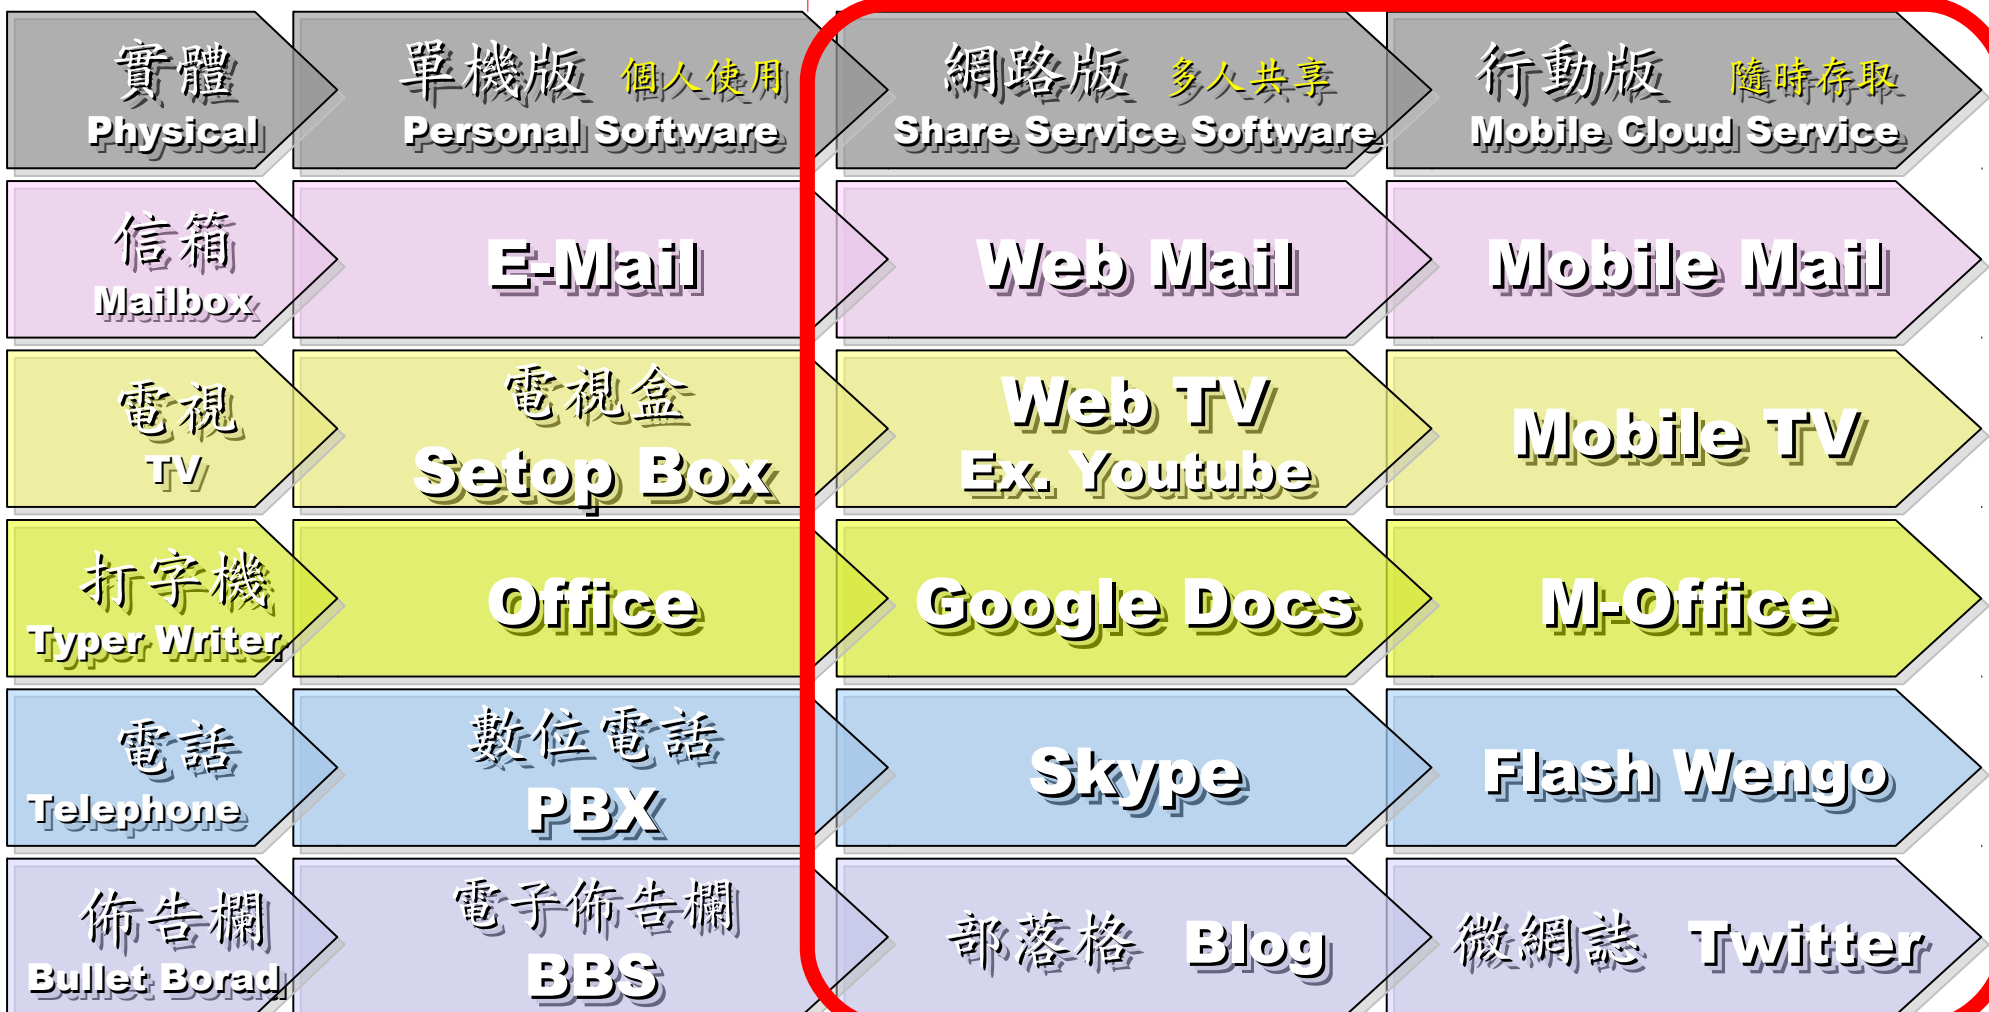 實體
Physical
單機版 個人使用
Personal Software
網路版 多人共享
Share Service Software
行動版 隨時存取
Mobile Cloud Service
信箱
Mailbox
E-Mail
Web Mail
Mobile Mail
電視
TV
電視盒
Setop Box
Web TV
Ex. Youtube
Mobile TV
打字機
Typer Writer
Office
Google Docs
M-Office
電話
Telephone
數位電話
PBX
Skype
Flash Wengo
佈告欄
Bullet Borad
電子佈告欄
BBS
部落格 Blog
微網誌 Twitter